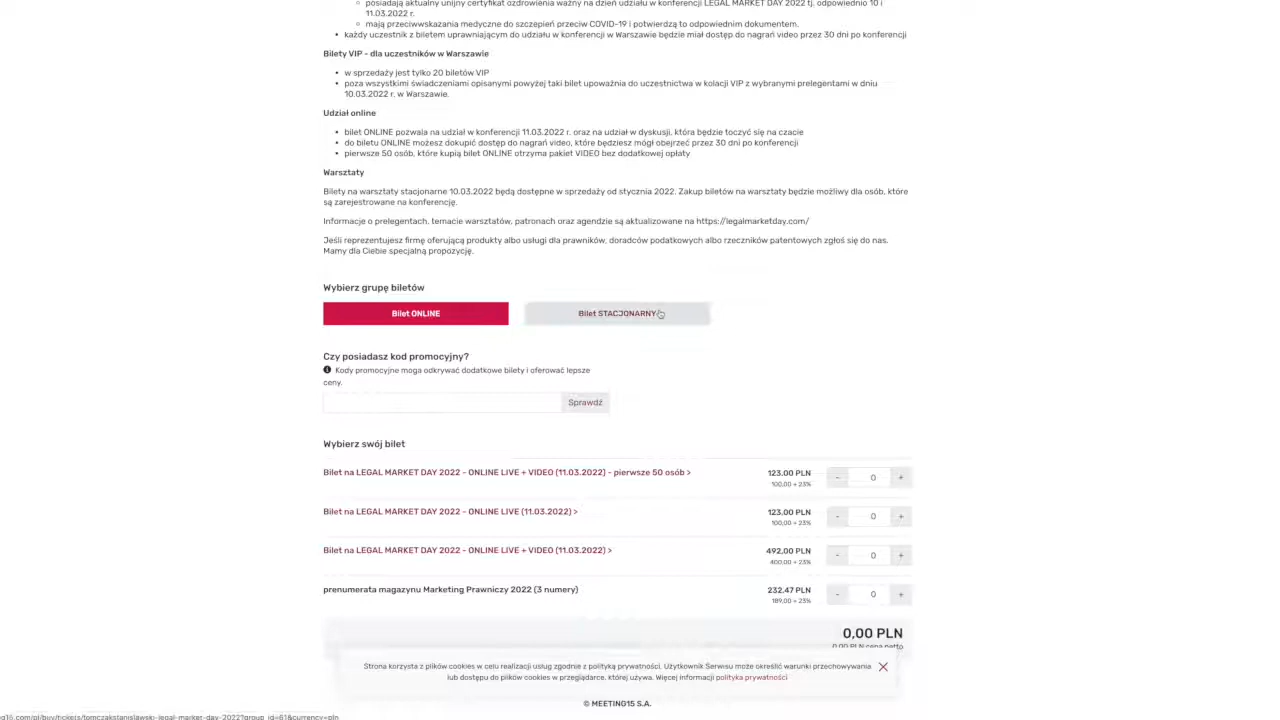 posiadają aktualny unijny certyfikat ozdrowienia ważny na dzień udziału w konferencji LEGAL MARKET DAY 2022 tj. odpowiednio 10 i
11.03.2022 r.
mają przeciwwskazania medyczne do szczepień przeciw COVID-19 i potwierdzą to odpowiednim dokumentem.
każdy uczestnik z biletem uprawniającym do udziału w konferencji w Warszawie będzie miał dostęp do nagrań video przez 30 dni po konferencji
Bilety VIP - dla uczestników w Warszawie
w sprzedaży jest tylko 20 biletów VIP
poza wszystkimi świadczeniami opisanymi powyżej taki bilet upoważnia do uczestnictwa w kolacji VIP z wybranymi prelegentami w dniu
10.03.2022 r. w Warszawie.
Udział online
bilet ONLINE pozwala na udział w konferencji 11.03.2022 r. oraz na udział w dyskusji, która będzie toczyć się na czacie
do biletu ONLINE możesz dokupić dostęp do nagrań video, które będziesz mógł obejrzeć przez 30 dni po konferencji
pierwsze 50 osób, które kupią bilet ONLINE otrzyma pakiet VIDEO bez dodatkowej opłaty
Warsztaty
Bilety na warsztaty stacjonarne 10.03.2022 będą dostępne w sprzedaży od stycznia 2022. Zakup biletów na warsztaty będzie możliwy dla osób, które
są zarejestrowane na konferencję.
Informacje o prelegentach, temacie warsztatów, patronach oraz agendzie są aktualizowane na https://legalmarketday.com/
Jeśli reprezentujesz firmę oferującą produkty albo usługi dla prawników, doradców podatkowych albo rzeczników patentowych zgłoś się do nas.
Mamy dla Ciebie specjalną propozycję.
Wybierz grupę biletów
Bilet ONLINE Bilet STACJONARNY
Czy posiadasz kod promocyjny?
Kody promocyjne moga odkrywać dodatkowe bilety i oferować lepsze
ceny.
Sprawdź
Wybierz swój bilet
Bilet na LEGAL MARKET DAY 2022 - ONLINE LIVE + VIDEO (11.03.2022) - pierwsze 50 osób > 123,00 PLN - 0 +
100,00 + 23%
Bilet na LEGAL MARKET DAY 2022 - ONLINE LIVE (11.03.2022) > 123,00 PLN - 0 +
100,00 + 23%
Bilet na LEGAL MARKET DAY 2022 - ONLINE LIVE + VIDEO (11.03.2022) > 492,00 PLN - 0 +
400,00 + 23%
prenumerata magazynu Marketing Prawniczy 2022 (3 numery) 232,47 PLN - 0 +
189,00 + 23%
0,00 PLN
0,00 PLN cena netto
Strona korzysta z plików cookies w celu realizacji usług zgodnie z polityką prywatności. Użytkownik Serwisu może określić warunki przechowywania
lub dostępu do plików cookies w przeglądarce, której używa. Więcej informacji polityka prywatności
© MEETING15 S.A.